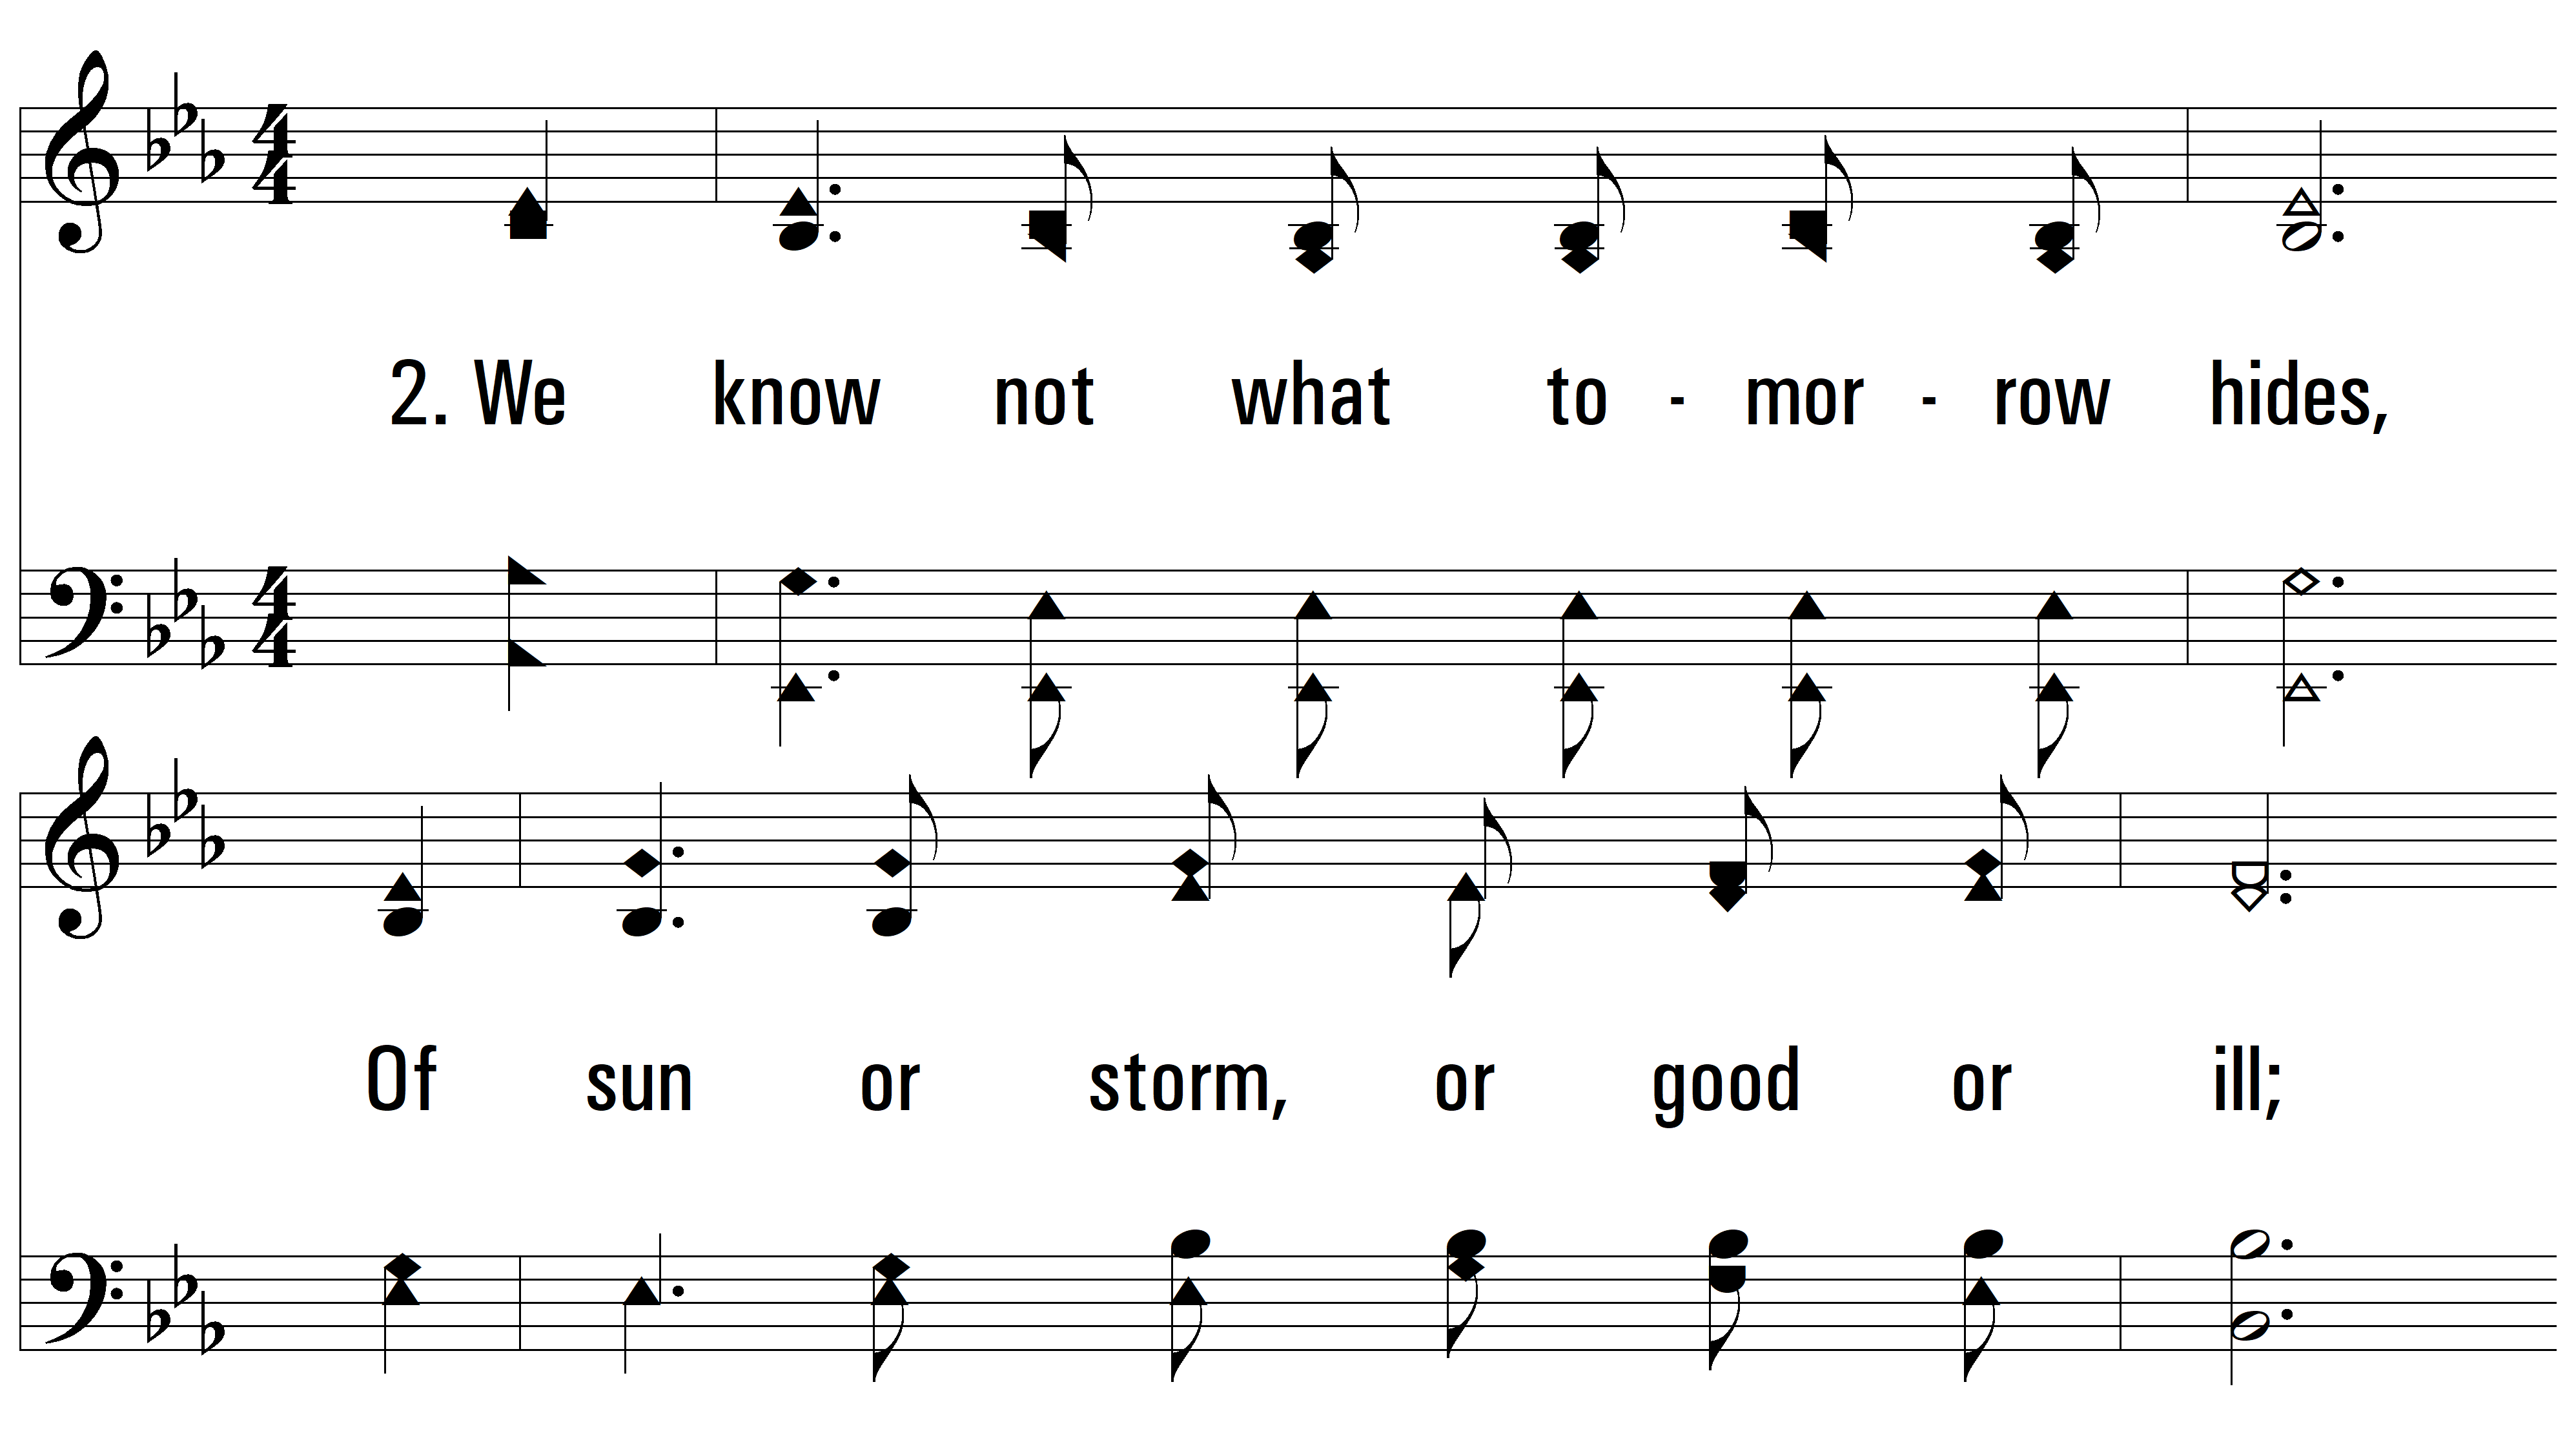 2. We know not what to - mor - row hides,
Of sun or storm, or good or ill;